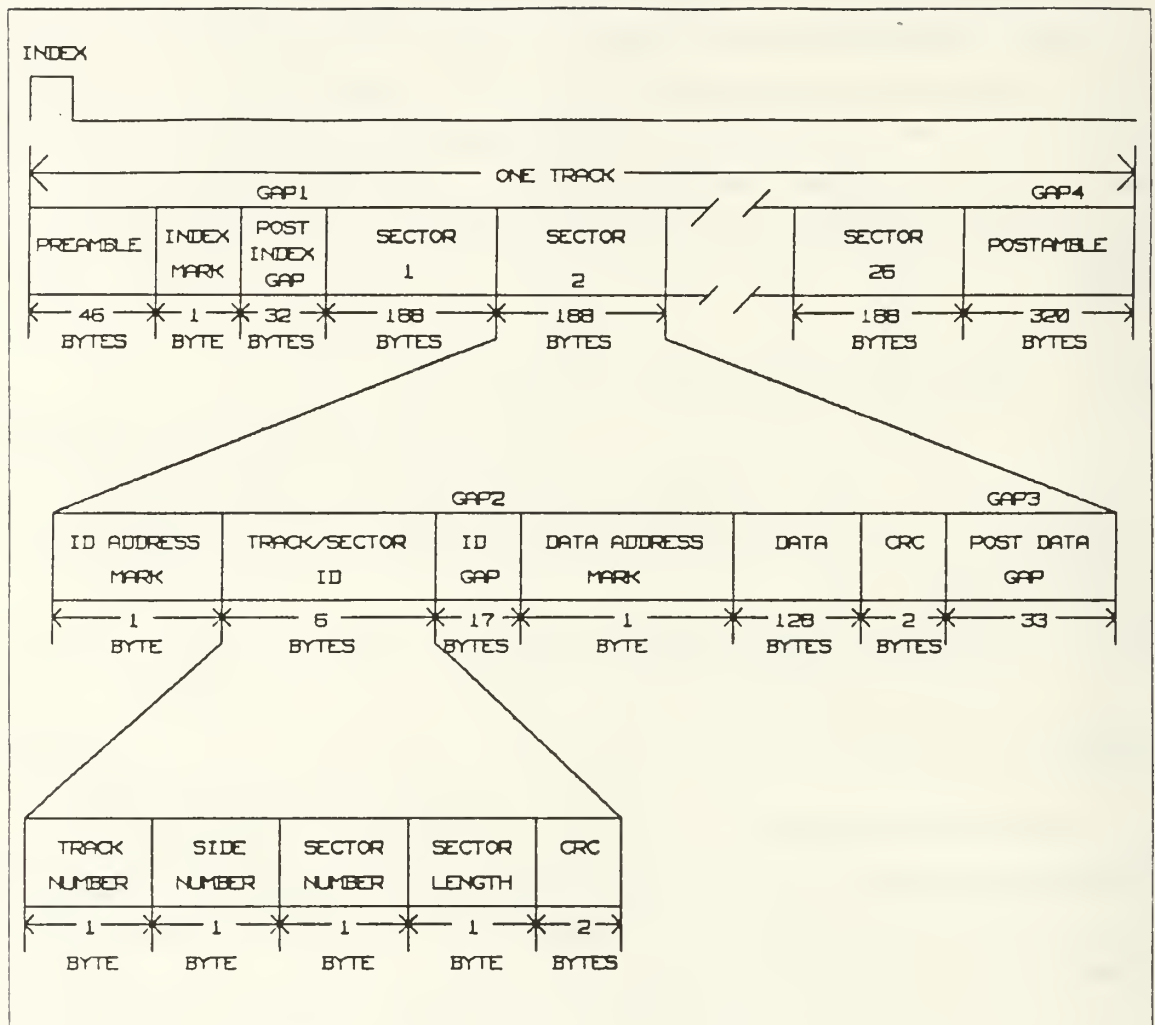 INDEX
ONE TRACK
GAP1 GAP4
PREAMBLE INDEX MARK POST INDEX GAP SECTOR 1 SECTOR 2 SECTOR 26 POSTAMBLE
46 BYTES 1 BYTE 32 BYTES 188 BYTES 188 BYTES 188 BYTES 320 BYTES
GAP2 GAP3
ID ADDRESS MARK TRACK/SECTOR ID ID GAP DATA ADDRESS MARK DATA CRC POST DATA GAP
1 BYTE 6 BYTES 17 BYTES 1 BYTE 128 BYTES 2 BYTES 33
TRACK NUMBER SIDE NUMBER SECTOR NUMBER SECTOR LENGTH CRC
1 BYTE 1 BYTE 1 BYTE 1 BYTE 2 BYTES